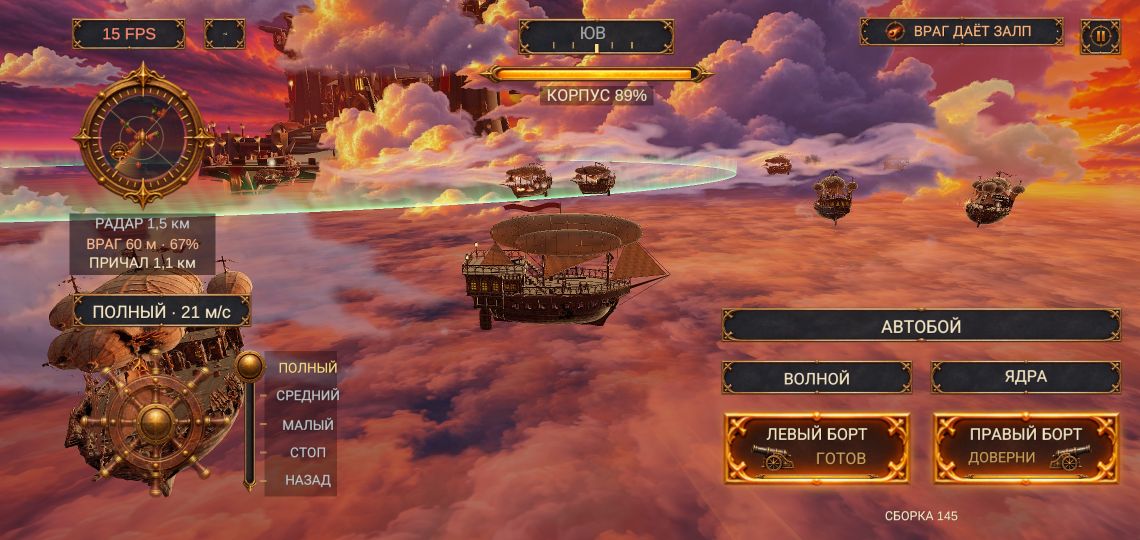 15 FPS
ЮВ
ВРАГ ДАЁТ ЗАЛП
КОРПУС 89%
РАДАР 1,5 км
ВРАГ 60 м · 67%
ПРИЧАЛ 1,1 км
ПОЛНЫЙ · 21 м/с
ПОЛНЫЙ
СРЕДНИЙ
МАЛЫЙ
СТОП
НАЗАД
АВТОБОЙ
ВОЛНОЙ
ЯДРА
ЛЕВЫЙ БОРТ
ГОТОВ
ПРАВЫЙ БОРТ
ДОВЕРНИ
СБОРКА 145